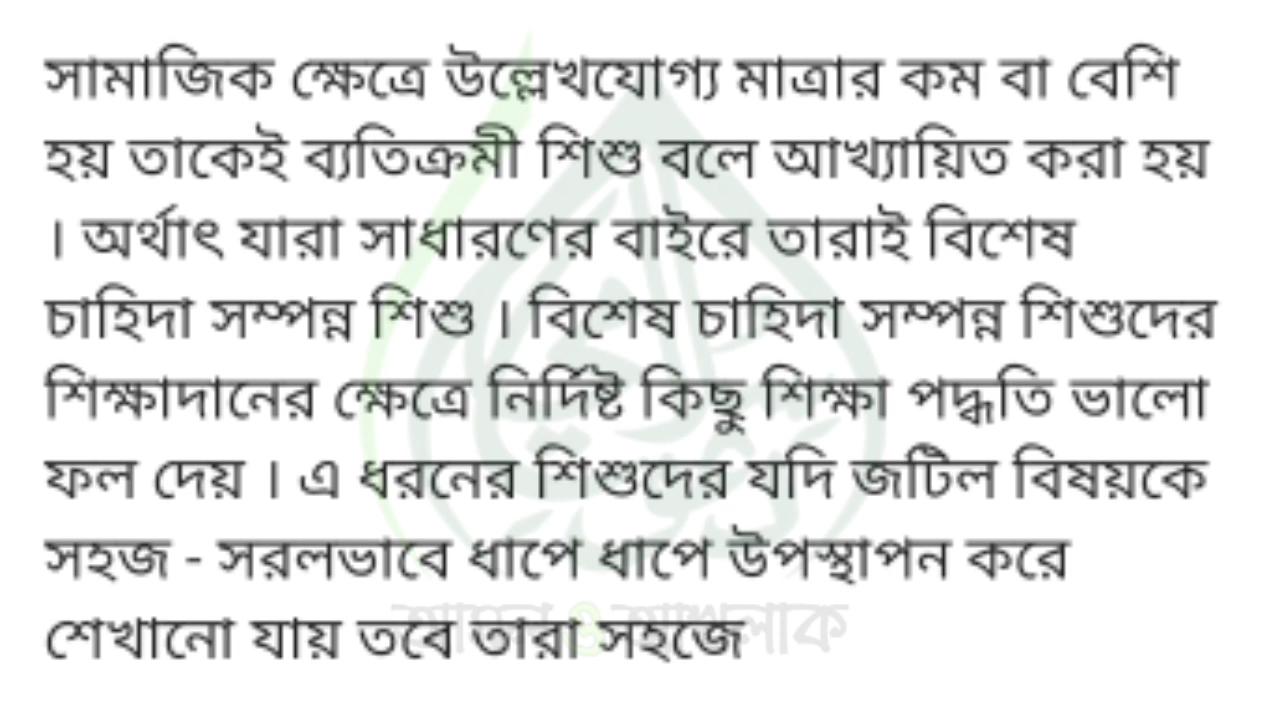 সামাজিক ক্ষেত্রে উল্লেখযোগ্য মাত্রার কম বা বেশি
হয় তাকেই ব্যতিক্রমী শিশু বলে আখ্যায়িত করা হয়
। অর্থাৎ যারা সাধারণের বাইরে তারাই বিশেষ
চাহিদা সম্পন্ন শিশু । বিশেষ চাহিদা সম্পন্ন শিশুদের
শিক্ষাদানের ক্ষেত্রে নির্দিষ্ট কিছু শিক্ষা পদ্ধতি ভালো
ফল দেয় । এ ধরনের শিশুদের যদি জটিল বিষয়কে
সহজ - সরলভাবে ধাপে ধাপে উপস্থাপন করে
শেখানো যায় তবে তারা সহজে